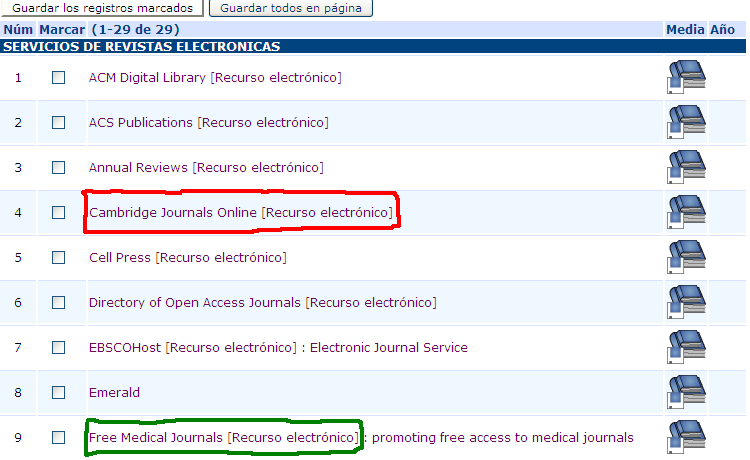 Guardar los registros marcados Guardar todos en página
Núm Marcar (1-29 de 29) Media Año
SERVICIOS DE REVISTAS ELECTRONICAS
1 ACM Digital Library [Recurso electrónico]
2 ACS Publications [Recurso electrónico]
3 Annual Reviews [Recurso electrónico]
4 Cambridge Journals Online [Recurso electrónico]
5 Cell Press [Recurso electrónico]
6 Directory of Open Access Journals [Recurso electrónico]
7 EBSCOHost [Recurso electrónico] : Electronic Journal Service
8 Emerald
9 Free Medical Journals [Recurso electrónico] : promoting free access to medical journals